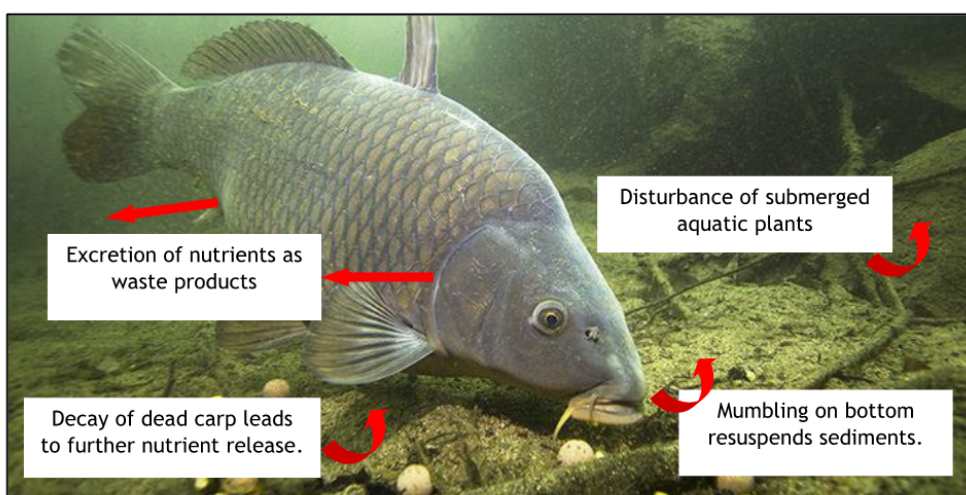 Disturbance of submerged
aquatic plants
Excretion of nutrients as
waste products
Decay of dead carp leads
to further nutrient release.
Mumbling on bottom
resuspends sediments.